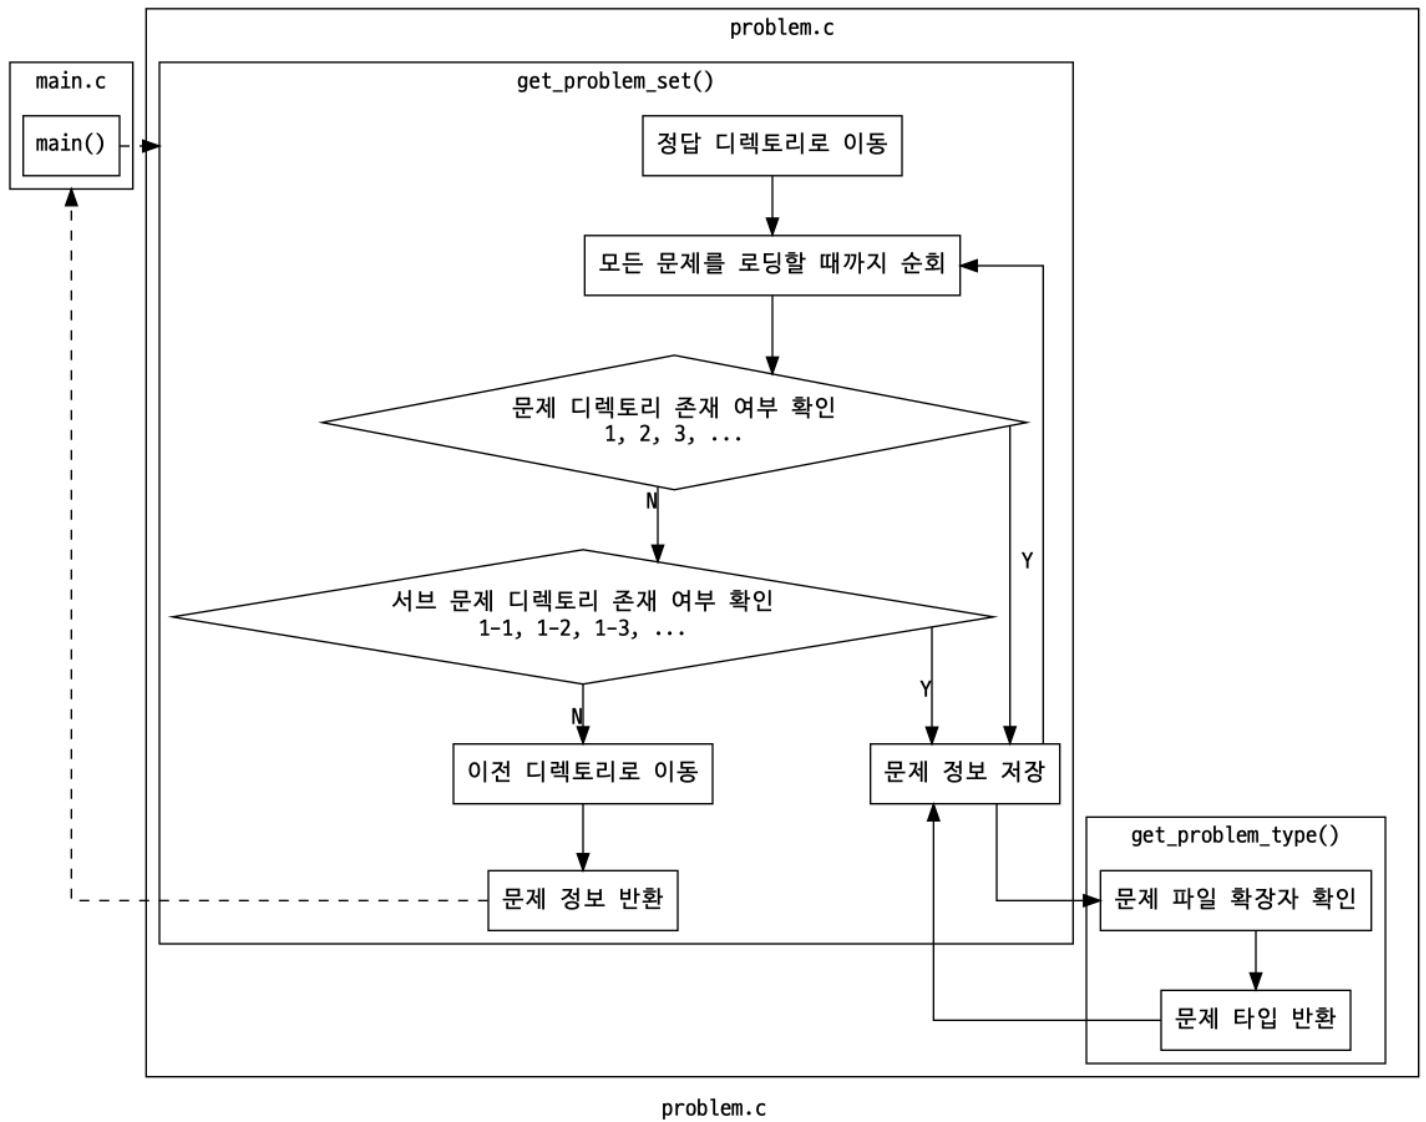 problem.c
main.c
main()
get_problem_set()
정답 디렉토리로 이동
모든 문제를 로딩할 때까지 순회
문제 디렉토리 존재 여부 확인
1, 2, 3, ...
N
Y
서브 문제 디렉토리 존재 여부 확인
1-1, 1-2, 1-3, ...
Y
N
이전 디렉토리로 이동
문제 정보 저장
문제 정보 반환
get_problem_type()
문제 파일 확장자 확인
문제 타입 반환
problem.c